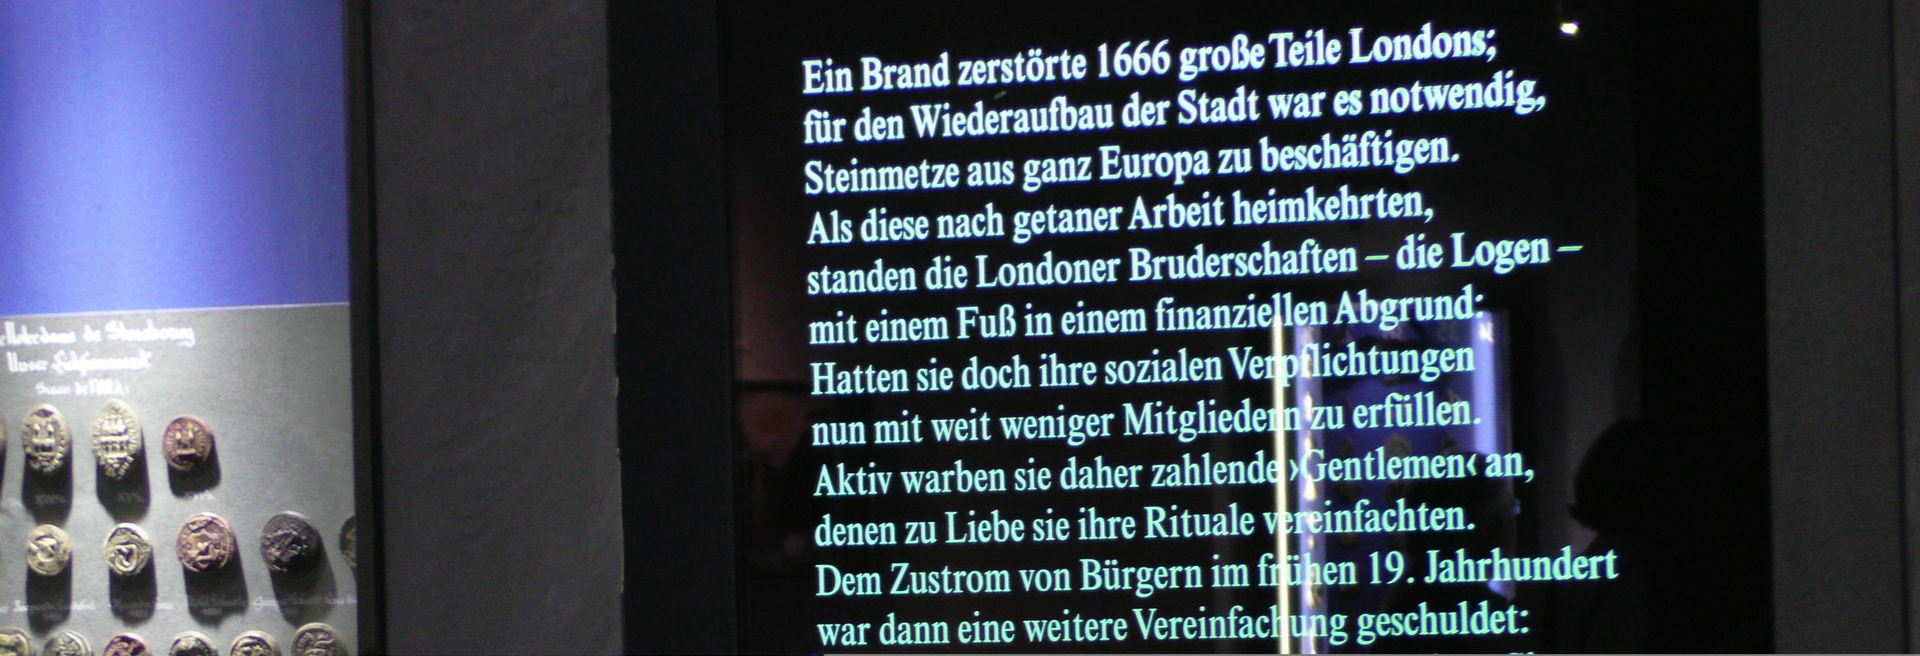 de Strasbourg
Ein Brand zerstörte 1666 große Teile Londons;
für den Wiederaufbau der Stadt war es notwendig,
Steinmetze aus ganz Europa zu beschäftigen.
Als diese nach getaner Arbeit heimkehrten,
standen die Londoner Bruderschaften – die Logen –
mit einem Fuß in einem finanziellen Abgrund:
Hatten sie doch ihre sozialen Verpflichtungen
nun mit weit weniger Mitgliedern zu erfüllen.
Aktiv warben sie daher zahlende ›Gentlemen‹ an,
denen zu Liebe sie ihre Rituale vereinfachten.
Dem Zustrom von Bürgern im frühen 19. Jahrhundert
war dann eine weitere Vereinfachung geschuldet: